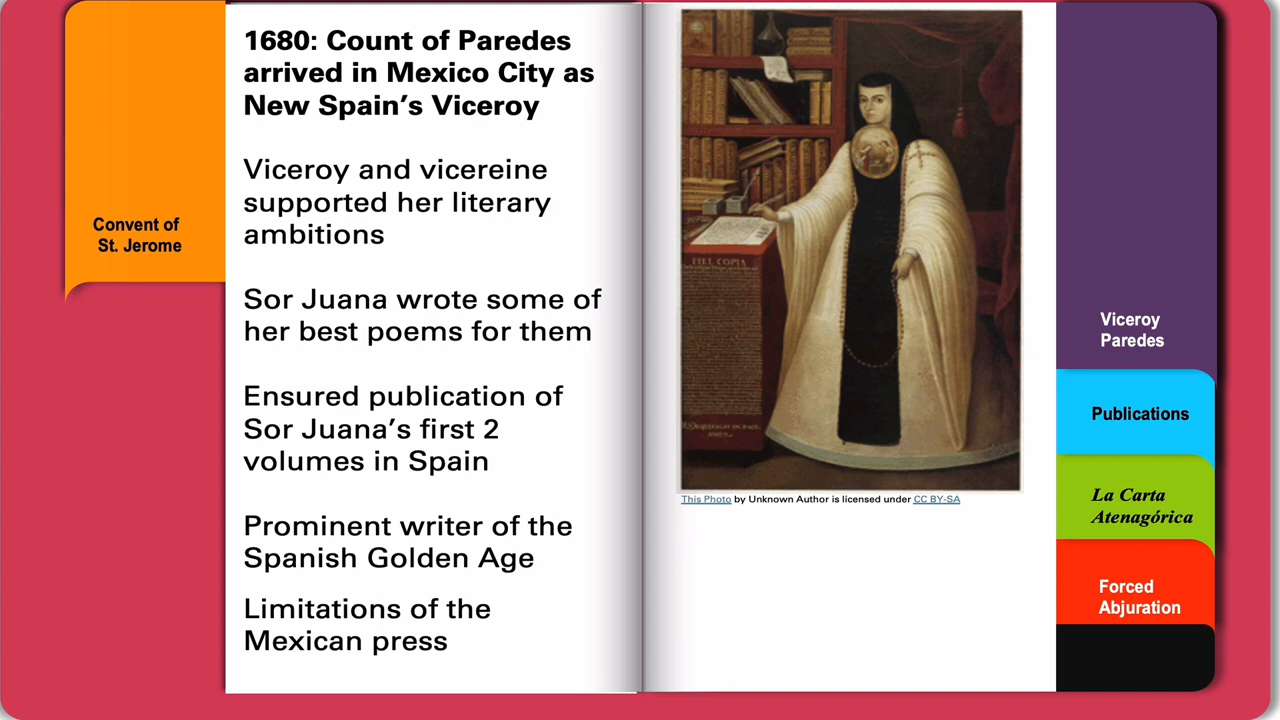 Convent of
St. Jerome
1680: Count of Paredes
arrived in Mexico City as
New Spain's Viceroy
Viceroy and vicereine
supported her literary
ambitions
Sor Juana wrote some of
her best poems for them
Ensured publication of
Sor Juana's first 2
volumes in Spain
Prominent writer of the
Spanish Golden Age
Limitations of the
Mexican press
This Photo by Unknown Author is licensed under CC BY-SA
Viceroy
Paredes
Publications
La Carta
Atenagórica
Forced
Abjuration